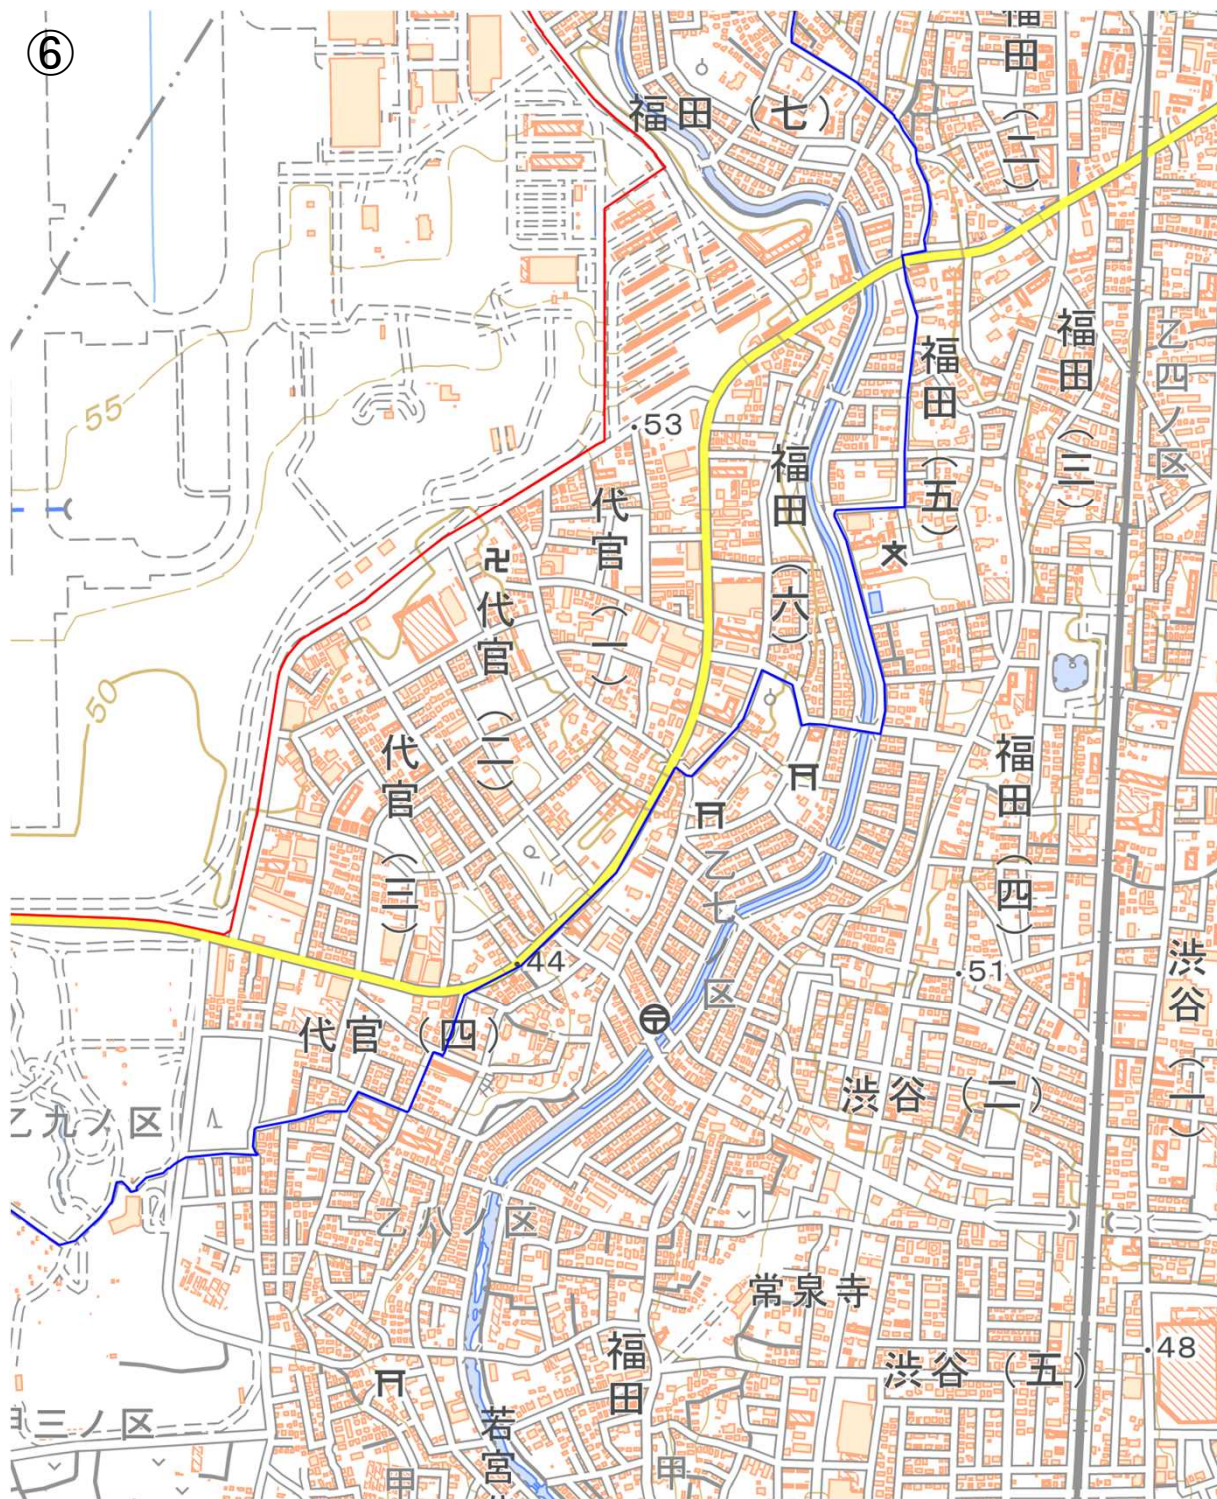 ⑥
福田（七）
福田（二）
福田（三）
乙四ノ区
福田（五）
55
53
福田（六）
代官（一）
代官（二）
文
50
代官（三）
福田（四）
乙七ノ区
44
51
渋谷（一）
代官（四）
渋谷（二）
乙九ノ区
乙八ノ区
常泉寺
福田
渋谷（五）
48
三ノ区
若宮
甲
甲